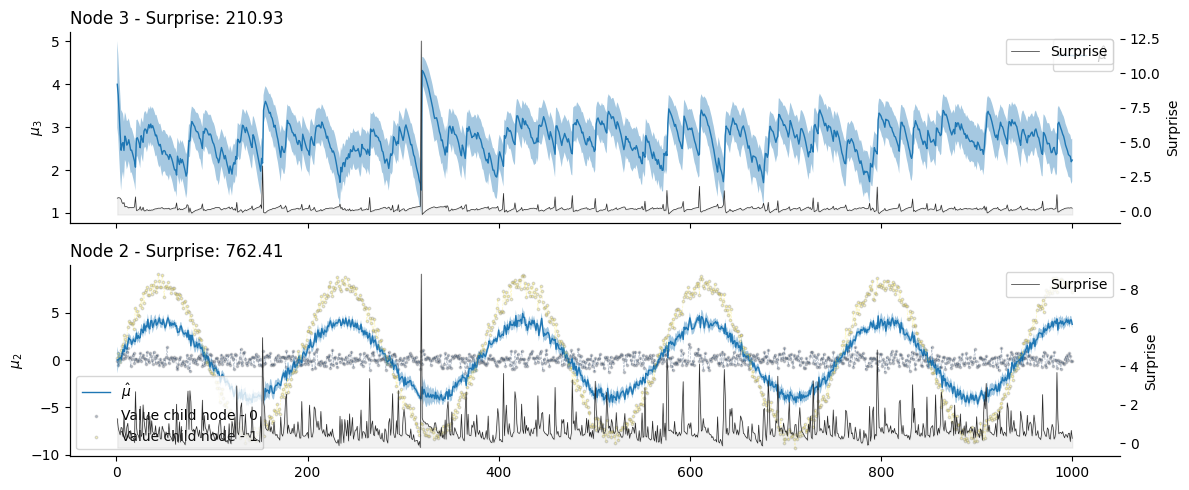 Node 3 - Surprise: 210.93
5
4
3
2
1
μ₃
12.5
10.0
7.5
5.0
2.5
0.0
Surprise
Surprise
Node 2 - Surprise: 762.41
5
0
−5
−10
μ₂
8
6
4
2
0
Surprise
Surprise
μ̂
Value child node - 0
Value child node - 1
0
200
400
600
800
1000